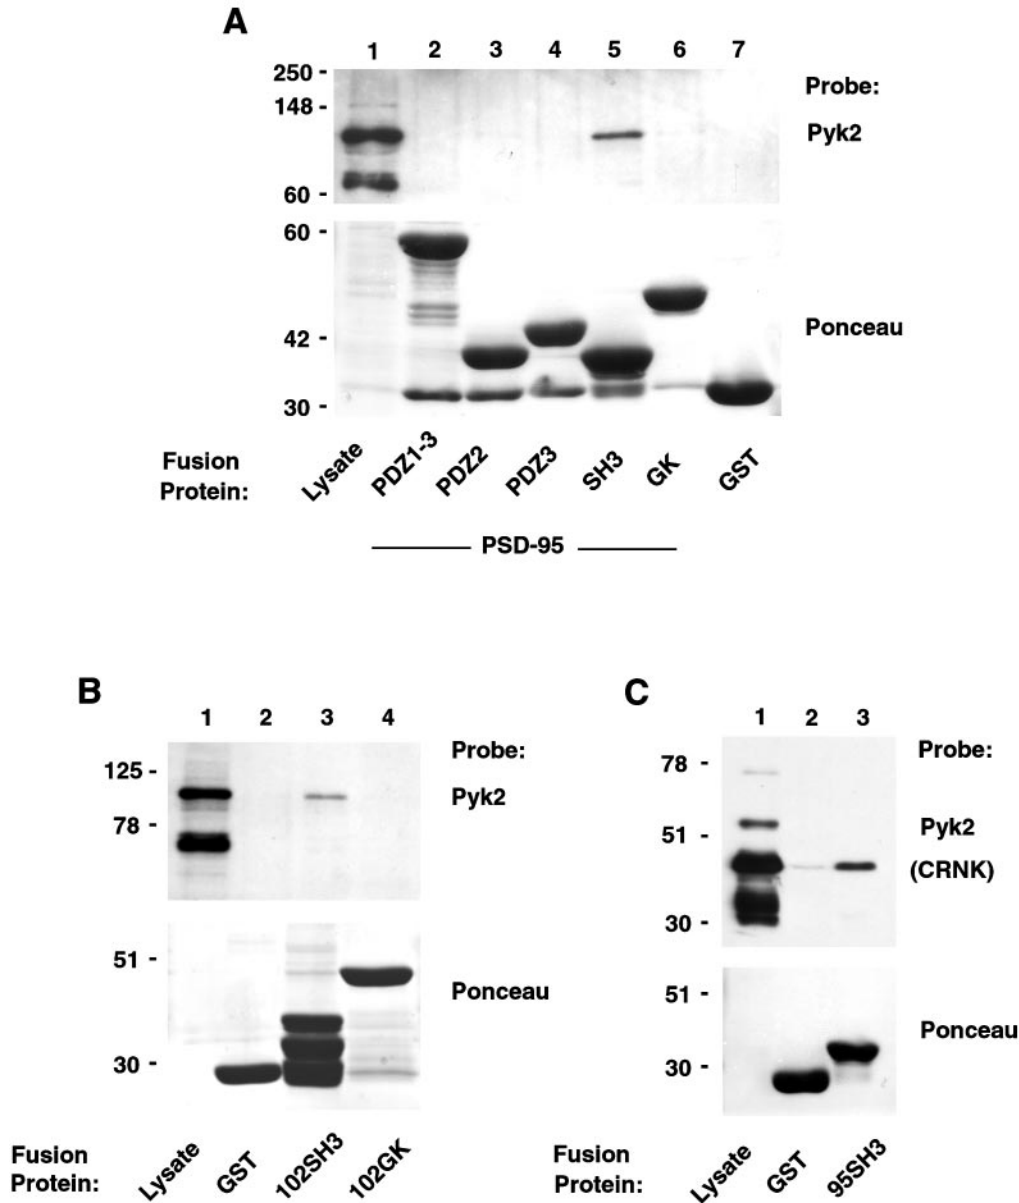 A
1 2 3 4 5 6 7
250 -
148 -
60 -
Probe:
Pyk2
60 -
42 -
30 -
Ponceau
Fusion
Protein:
Lysate PDZ1-3 PDZ2 PDZ3 SH3 GK GST
PSD-95
B
1 2 3 4
125 -
78 -
Probe:
Pyk2
51 -
30 -
Ponceau
Fusion
Protein:
Lysate GST 102SH3 102GK
C
1 2 3
78 -
51 -
30 -
Probe:
Pyk2
(CRNK)
51 -
30 -
Ponceau
Fusion
Protein:
Lysate GST 95SH3